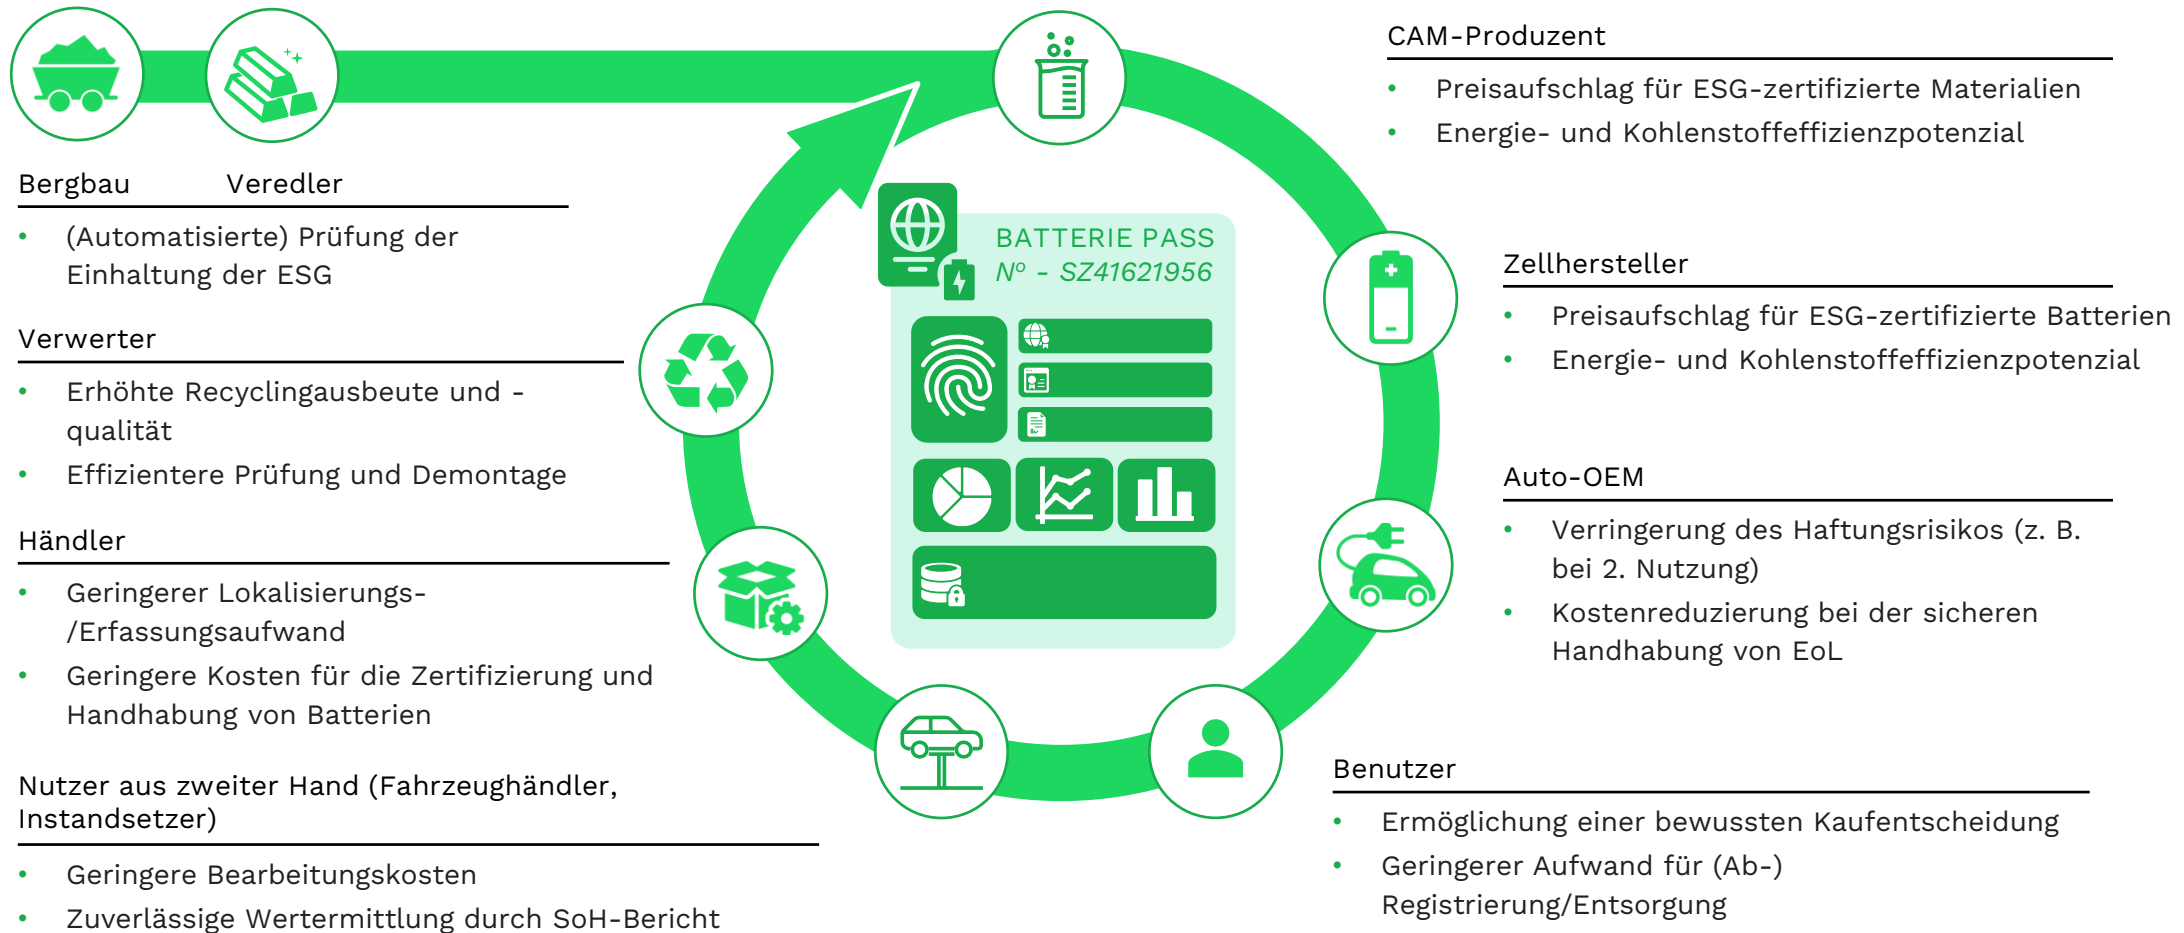 Bergbau
Veredler
• (Automatisierte) Prüfung der
Einhaltung der ESG
Verwerter
• Erhöhte Recyclingausbeute und -
qualität
• Effizientere Prüfung und Demontage
Händler
• Geringerer Lokalisierungs-
/Erfassungsaufwand
• Geringere Kosten für die Zertifizierung und
Handhabung von Batterien
Nutzer aus zweiter Hand (Fahrzeughändler,
Instandsetzer)
• Geringere Bearbeitungskosten
• Zuverlässige Wertermittlung durch SoH-Bericht
BATTERIE PASS
Nº - SZ41621956
CAM-Produzent
• Preisaufschlag für ESG-zertifizierte Materialien
• Energie- und Kohlenstoffeffizienzpotenzial
Zellhersteller
• Preisaufschlag für ESG-zertifizierte Batterien
• Energie- und Kohlenstoffeffizienzpotenzial
Auto-OEM
• Verringerung des Haftungsrisikos (z. B.
bei 2. Nutzung)
• Kostenreduzierung bei der sicheren
Handhabung von EoL
Benutzer
• Ermöglichung einer bewussten Kaufentscheidung
• Geringerer Aufwand für (Ab-)
Registrierung/Entsorgung